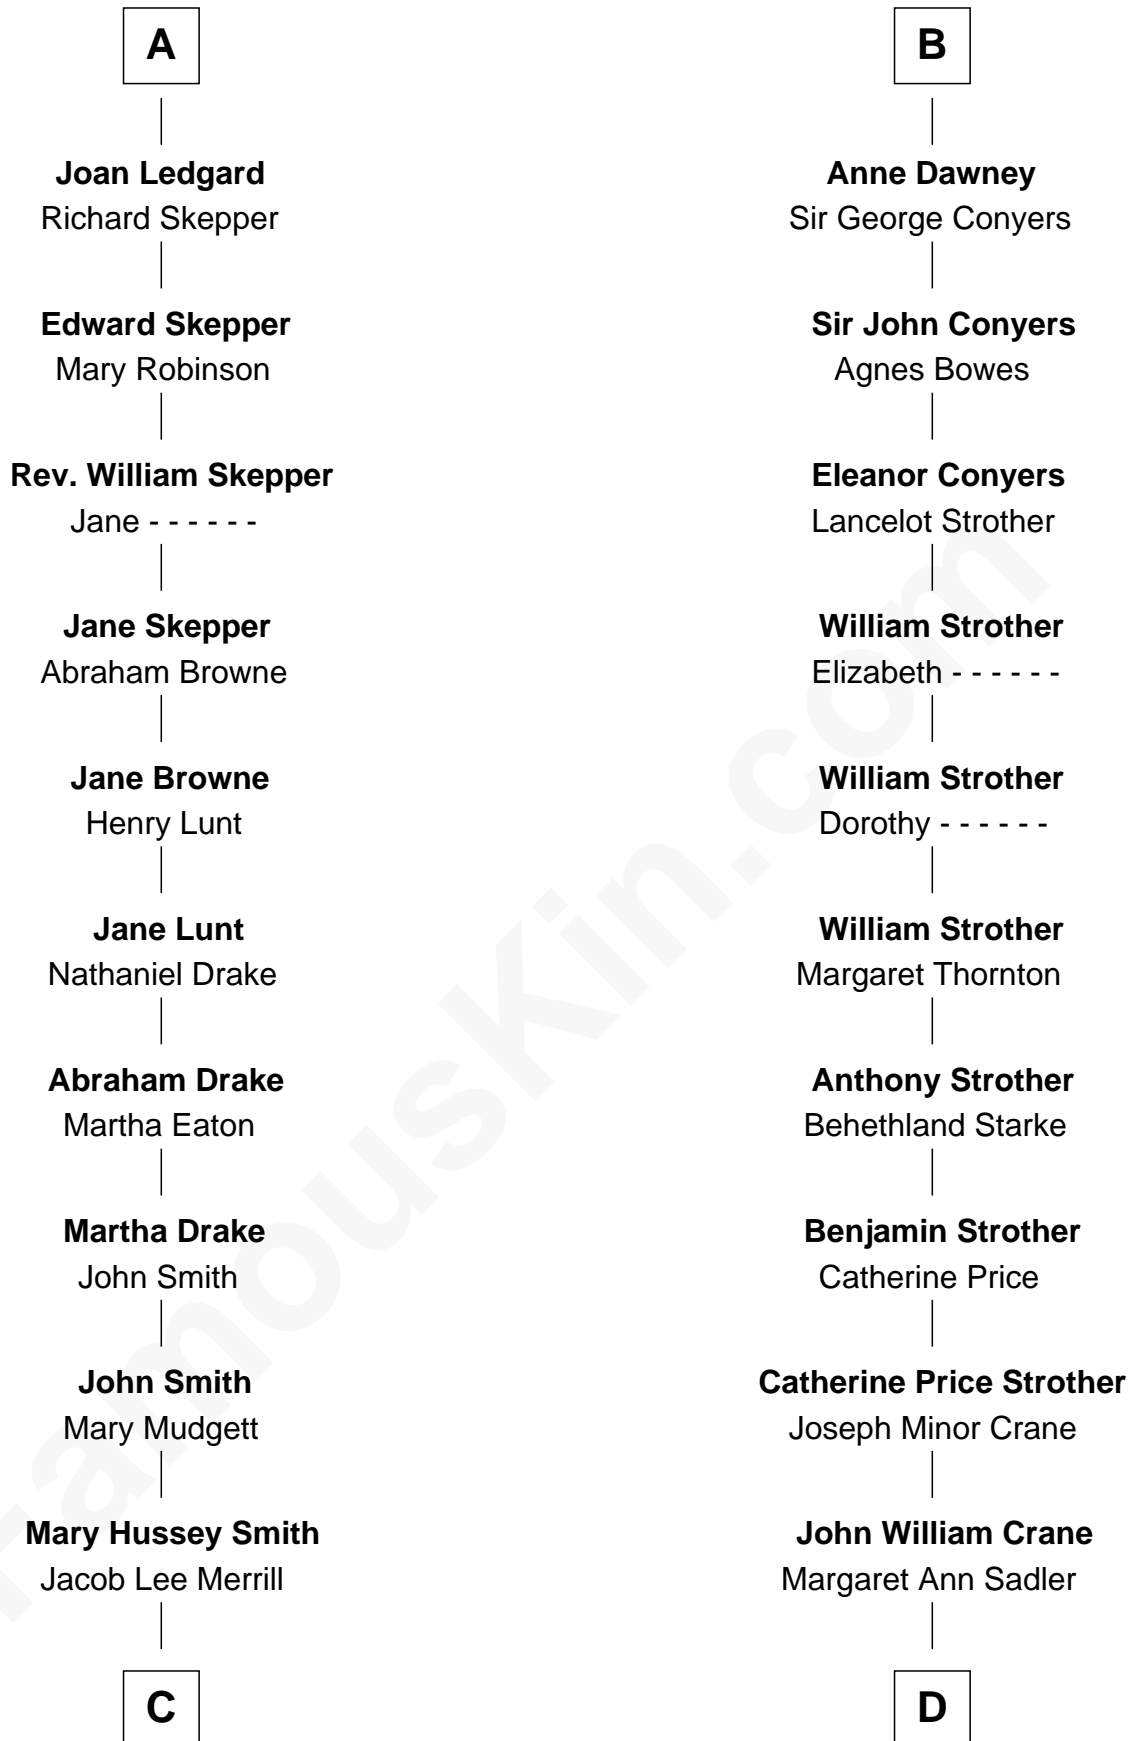 A
Joan Ledgard
Richard Skepper
Edward Skepper
Mary Robinson
Rev. William Skepper
Jane - - - - - -
Jane Skepper
Abraham Browne
Jane Browne
Henry Lunt
Jane Lunt
Nathaniel Drake
Abraham Drake
Martha Eaton
Martha Drake
John Smith
John Smith
Mary Mudgett
Mary Hussey Smith
Jacob Lee Merrill
C
B
Anne Dawney
Sir George Conyers
Sir John Conyers
Agnes Bowes
Eleanor Conyers
Lancelot Strother
William Strother
Elizabeth - - - - - -
William Strother
Dorothy - - - - - -
William Strother
Margaret Thornton
Anthony Strother
Behethland Starke
Benjamin Strother
Catherine Price
Catherine Price Strother
Joseph Minor Crane
John William Crane
Margaret Ann Sadler
D
FamousKin.com